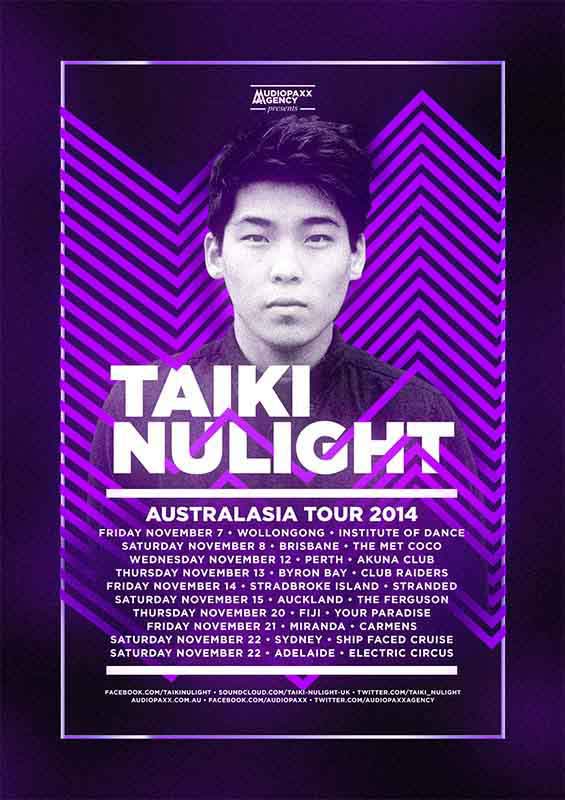 AUDIOPAXX
AGENCY
presents
TAIKI
NULIGHT
AUSTRALASIA TOUR 2014
FRIDAY NOVEMBER 7 • WOLLONGONG • INSTITUTE OF DANCE
SATURDAY NOVEMBER 8 • BRISBANE • THE MET COCO
WEDNESDAY NOVEMBER 12 • PERTH • AKUNA CLUB
THURSDAY NOVEMBER 13 • BYRON BAY • CLUB RAIDERS
FRIDAY NOVEMBER 14 • STRADBROKE ISLAND • STRANDED
SATURDAY NOVEMBER 15 • AUCKLAND • THE FERGUSON
THURSDAY NOVEMBER 20 • FIJI • YOUR PARADISE
FRIDAY NOVEMBER 21 • MIRANDA • CARMENS
SATURDAY NOVEMBER 22 • SYDNEY • SHIP FACED CRUISE
SATURDAY NOVEMBER 22 • ADELAIDE • ELECTRIC CIRCUS
FACEBOOK.COM/TAIKINULIGHT • SOUNDCLOUD.COM/TAIKI-NULIGHT-UK • TWITTER.COM/TAIKI_NULIGHT
AUDIOPAXX.COM.AU • FACEBOOK.COM/AUDIOPAXX • TWITTER.COM/AUDIOPAXXAGENCY